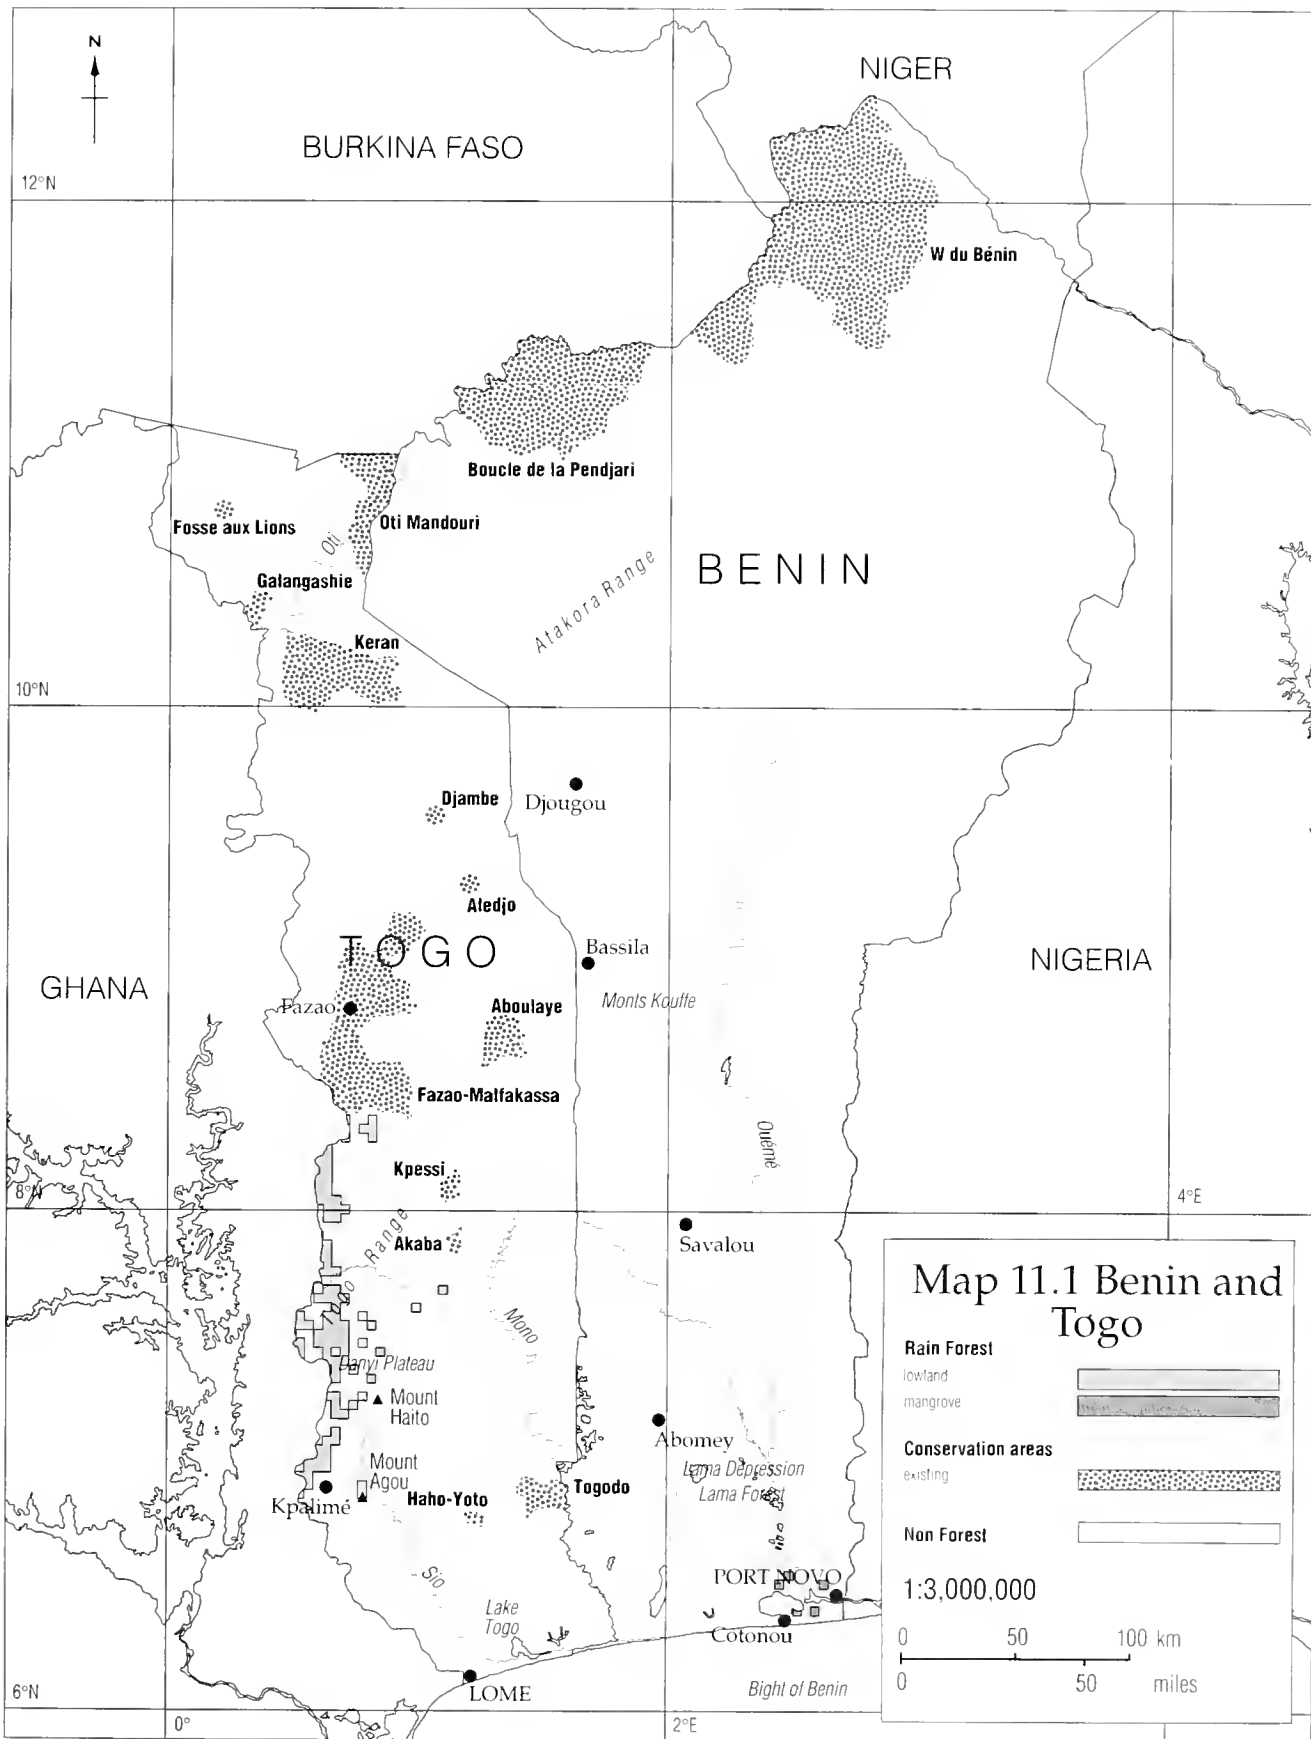 N
NIGER
BURKINA FASO
12°N
W du Bénin
Boucle de la Pendjari
Fosse aux Lions
Oti Mandouri
Oti
BENIN
Galangashie
Atakora Range
Keran
10°N
Djambe
Djougou
Aledjo
TOGO
Bassila
NIGERIA
GHANA
Monts Kouffe
Fazao
Aboulaye
Fazao-Malfakassa
Ouémé
Kpessi
8°N
4°E
Togo Range
Akaba
Savalou
Mono
Danyi Plateau
Mount
Haito
Abomey
Mount
Agou
Lama Depression
Lama Forest
Kpalimé
Haho-Yoto
Togodo
PORT NOVO
Sio
Lake
Togo
Cotonou
LOME
Bight of Benin
6°N
0°
2°E
Map 11.1 Benin and
Togo
Rain Forest
lowland
mangrove
Conservation areas
existing
Non Forest
1:3,000,000
0 50 100 km
0 50 miles